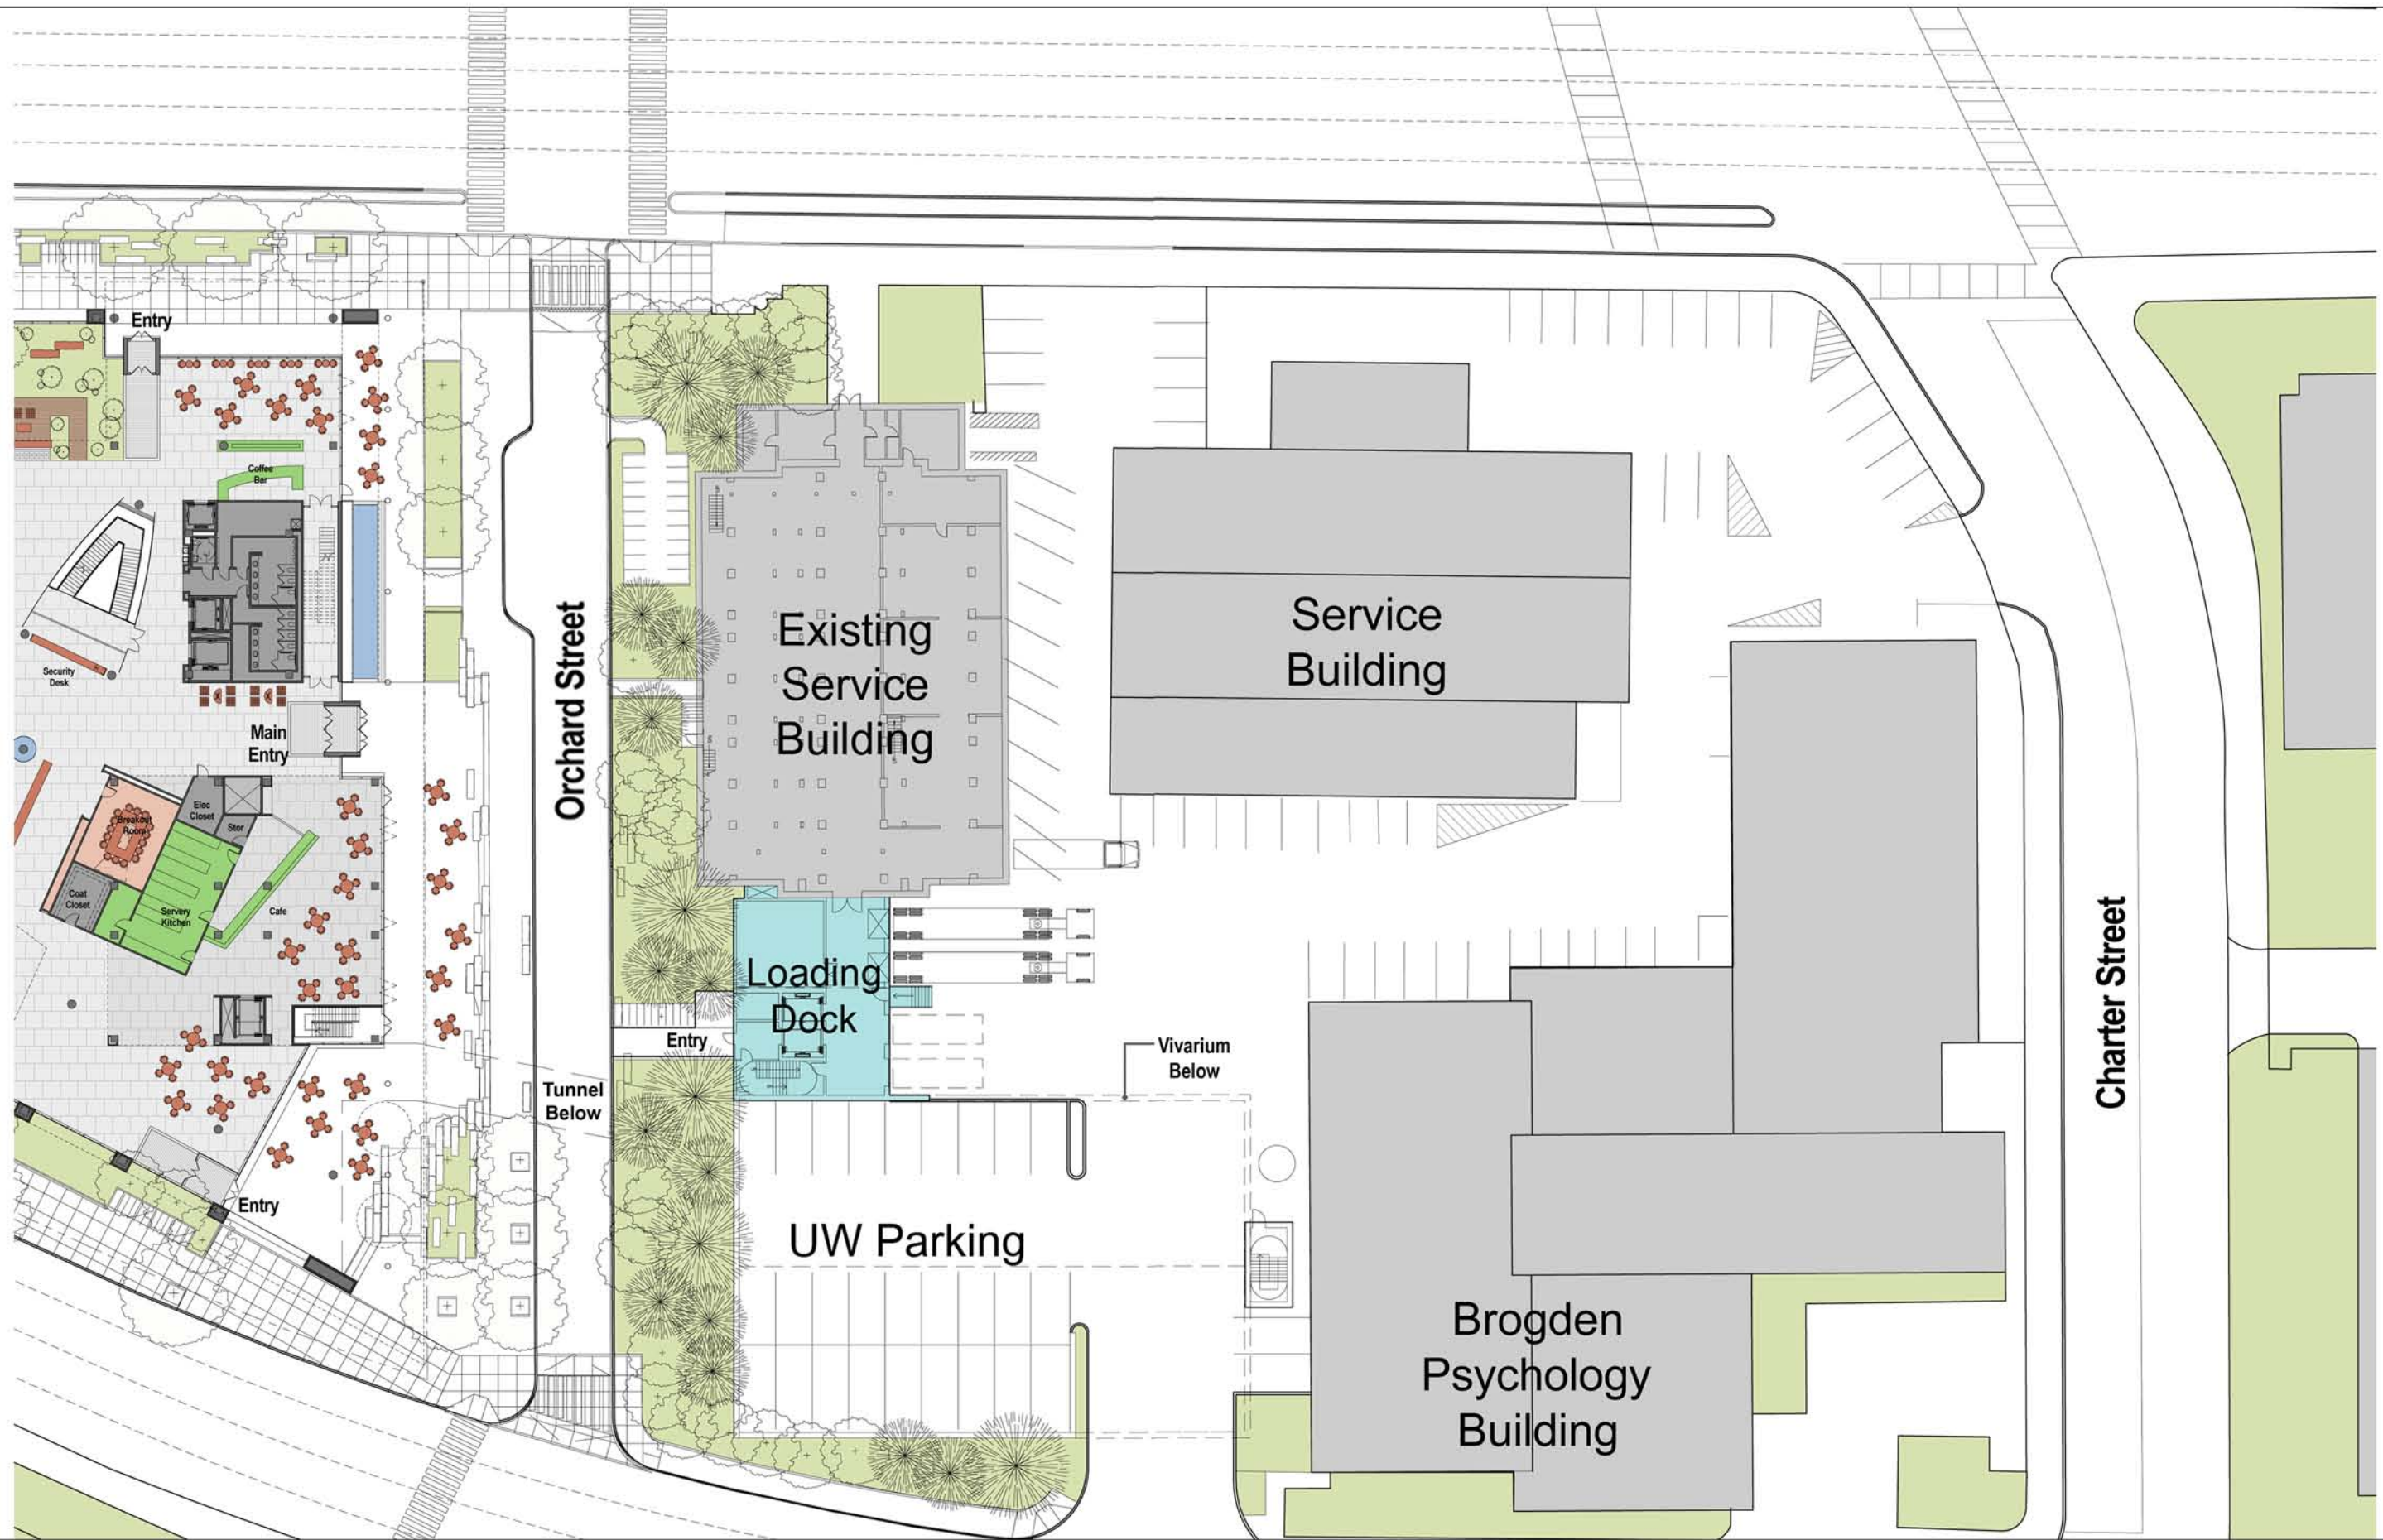 Entry
Coffee
Bar
Security
Desk
Main
Entry
Elec
Closet
Stor
Breakout
Room
Coat
Closet
Servery
Kitchen
Cafe
Entry
Orchard Street
Tunnel
Below
Existing
Service
Building
Loading
Dock
Entry
UW Parking
Service
Building
Vivarium
Below
Brogden
Psychology
Building
Charter Street